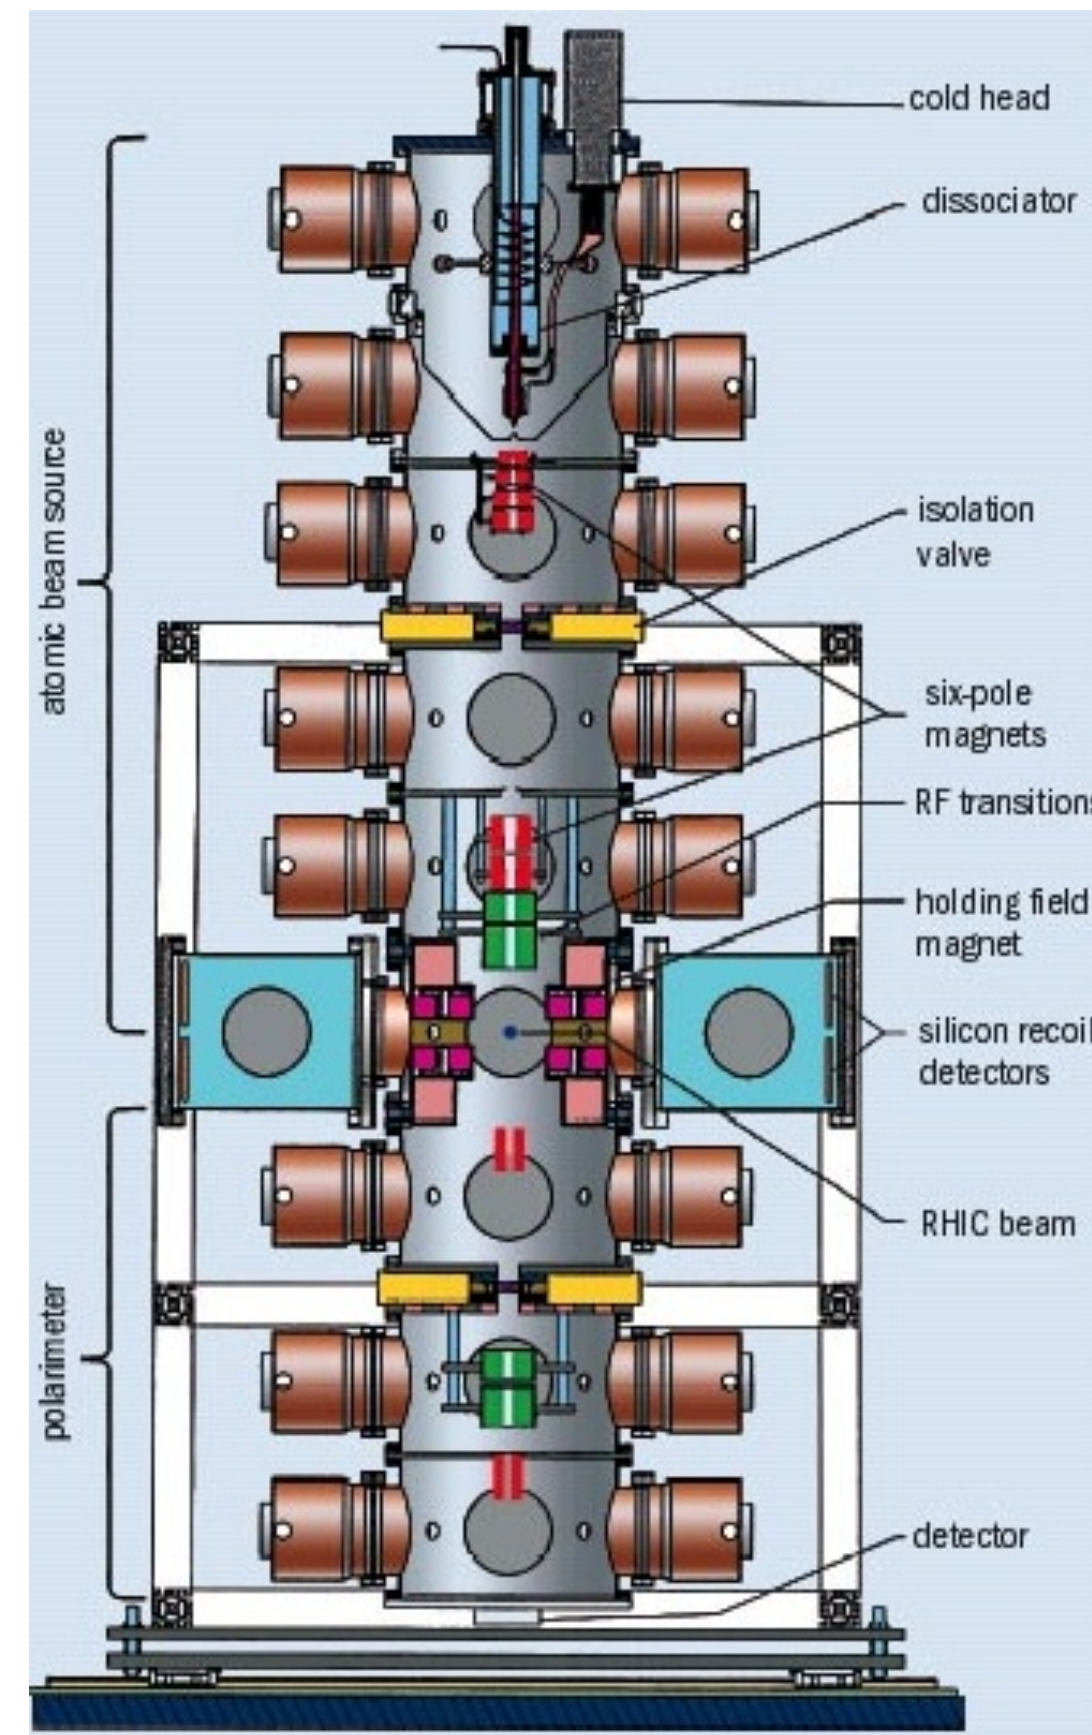 cold head
dissociator
isolation
valve
six-pole
magnets
RF transitions
holding field
magnet
silicon recoil
detectors
RHIC beam
detector
atomic beam source
polarimeter